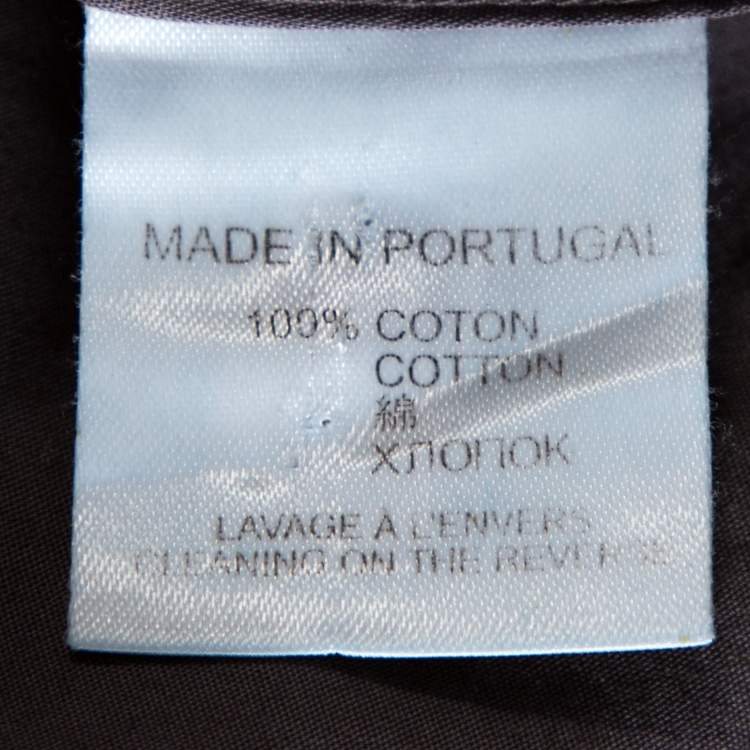 MADE IN PORTUGAL
100% COTON
COTTON
綿
ХЛОПОК
LAVAGE A L'ENVERS
CLEANING ON THE REVERSE